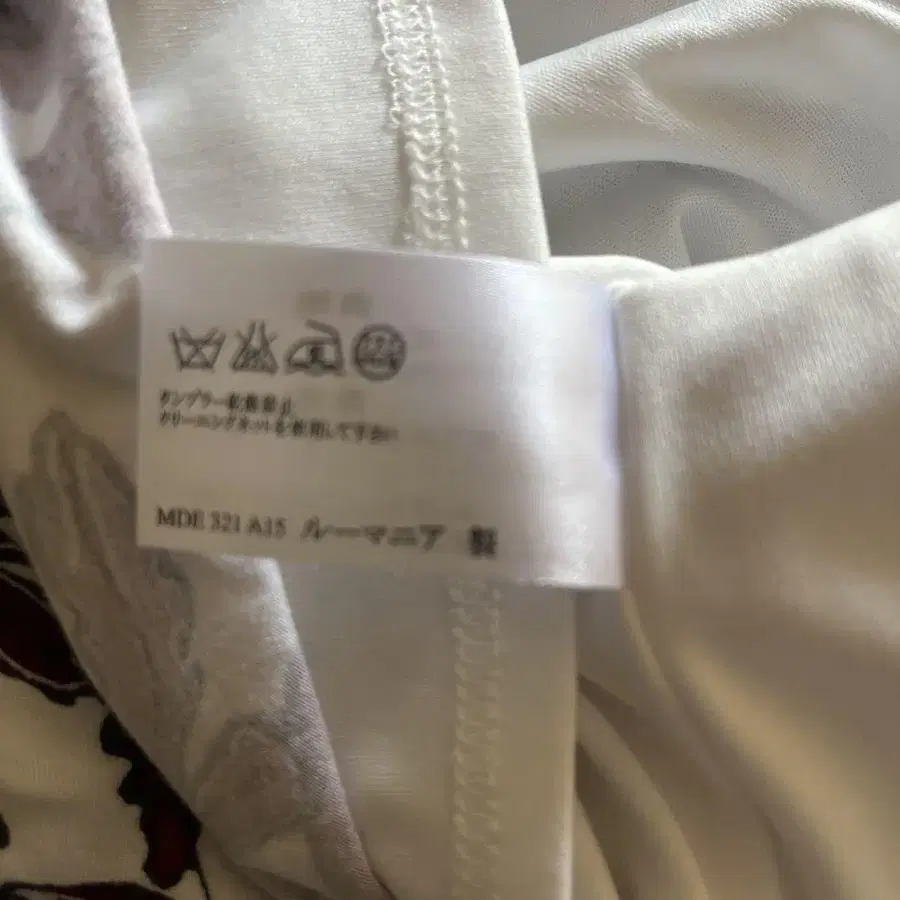 タンブラー乾燥禁止
クリーニングネットを使用して下さい
MDE 321 A15 ルーマニア 製